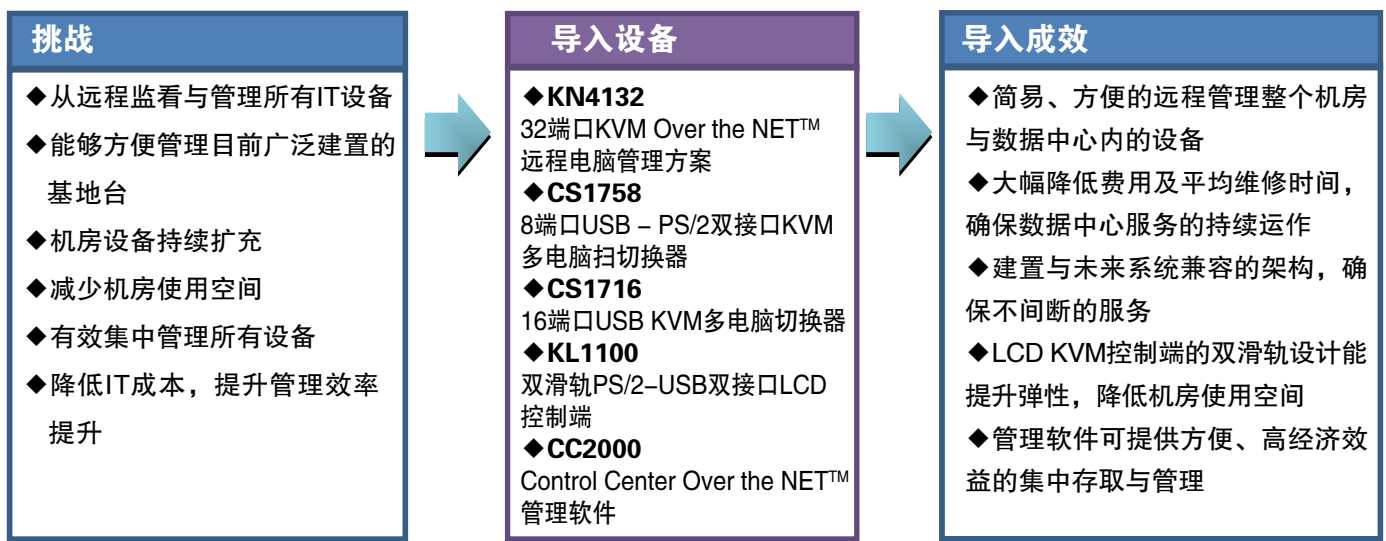 挑战
◆从远程监看与管理所有IT设备
◆能够方便管理目前广泛建置的
基地台
◆机房设备持续扩充
◆减少机房使用空间
◆有效集中管理所有设备
◆降低IT成本，提升管理效率
提升
导入设备
◆KN4132
32端口KVM Over the NET™
远程电脑管理方案
◆CS1758
8端口USB – PS/2双接口KVM
多电脑扫切换器
◆CS1716
16端口USB KVM多电脑切换器
◆KL1100
双滑轨PS/2–USB双接口LCD
控制端
◆CC2000
Control Center Over the NET™
管理软件
导入成效
◆简易、方便的远程管理整个机房
与数据中心内的设备
◆大幅降低费用及平均维修时间，
确保数据中心服务的持续运作
◆建置与未来系统兼容的架构，确
保不间断的服务
◆LCD KVM控制端的双滑轨设计能
提升弹性，降低机房使用空间
◆管理软件可提供方便、高经济效
益的集中存取与管理